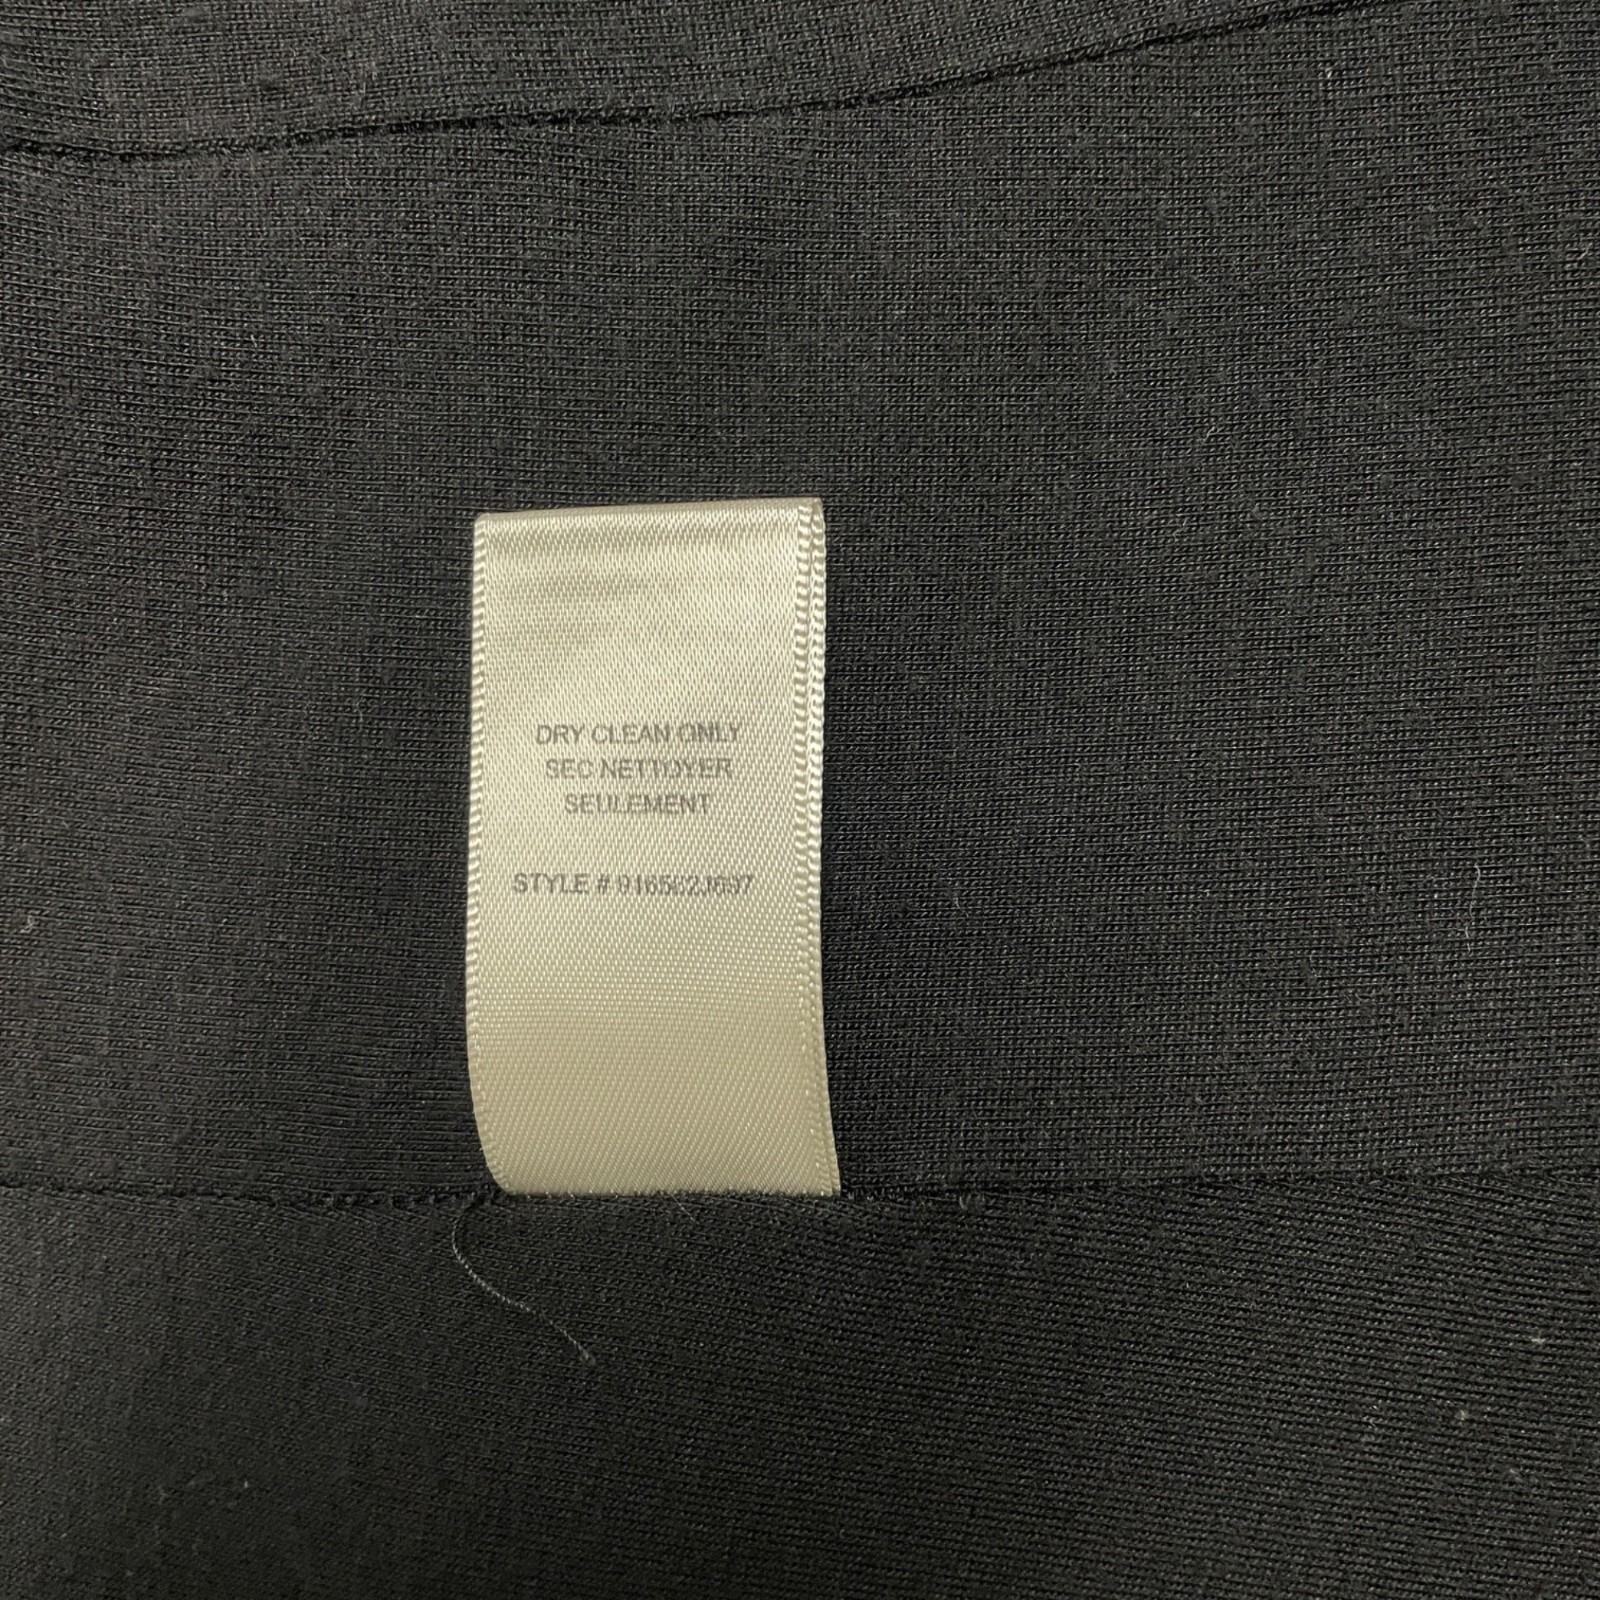 DRY CLEAN ONLY
SEC NETTOYER
SEULEMENT
STYLE #